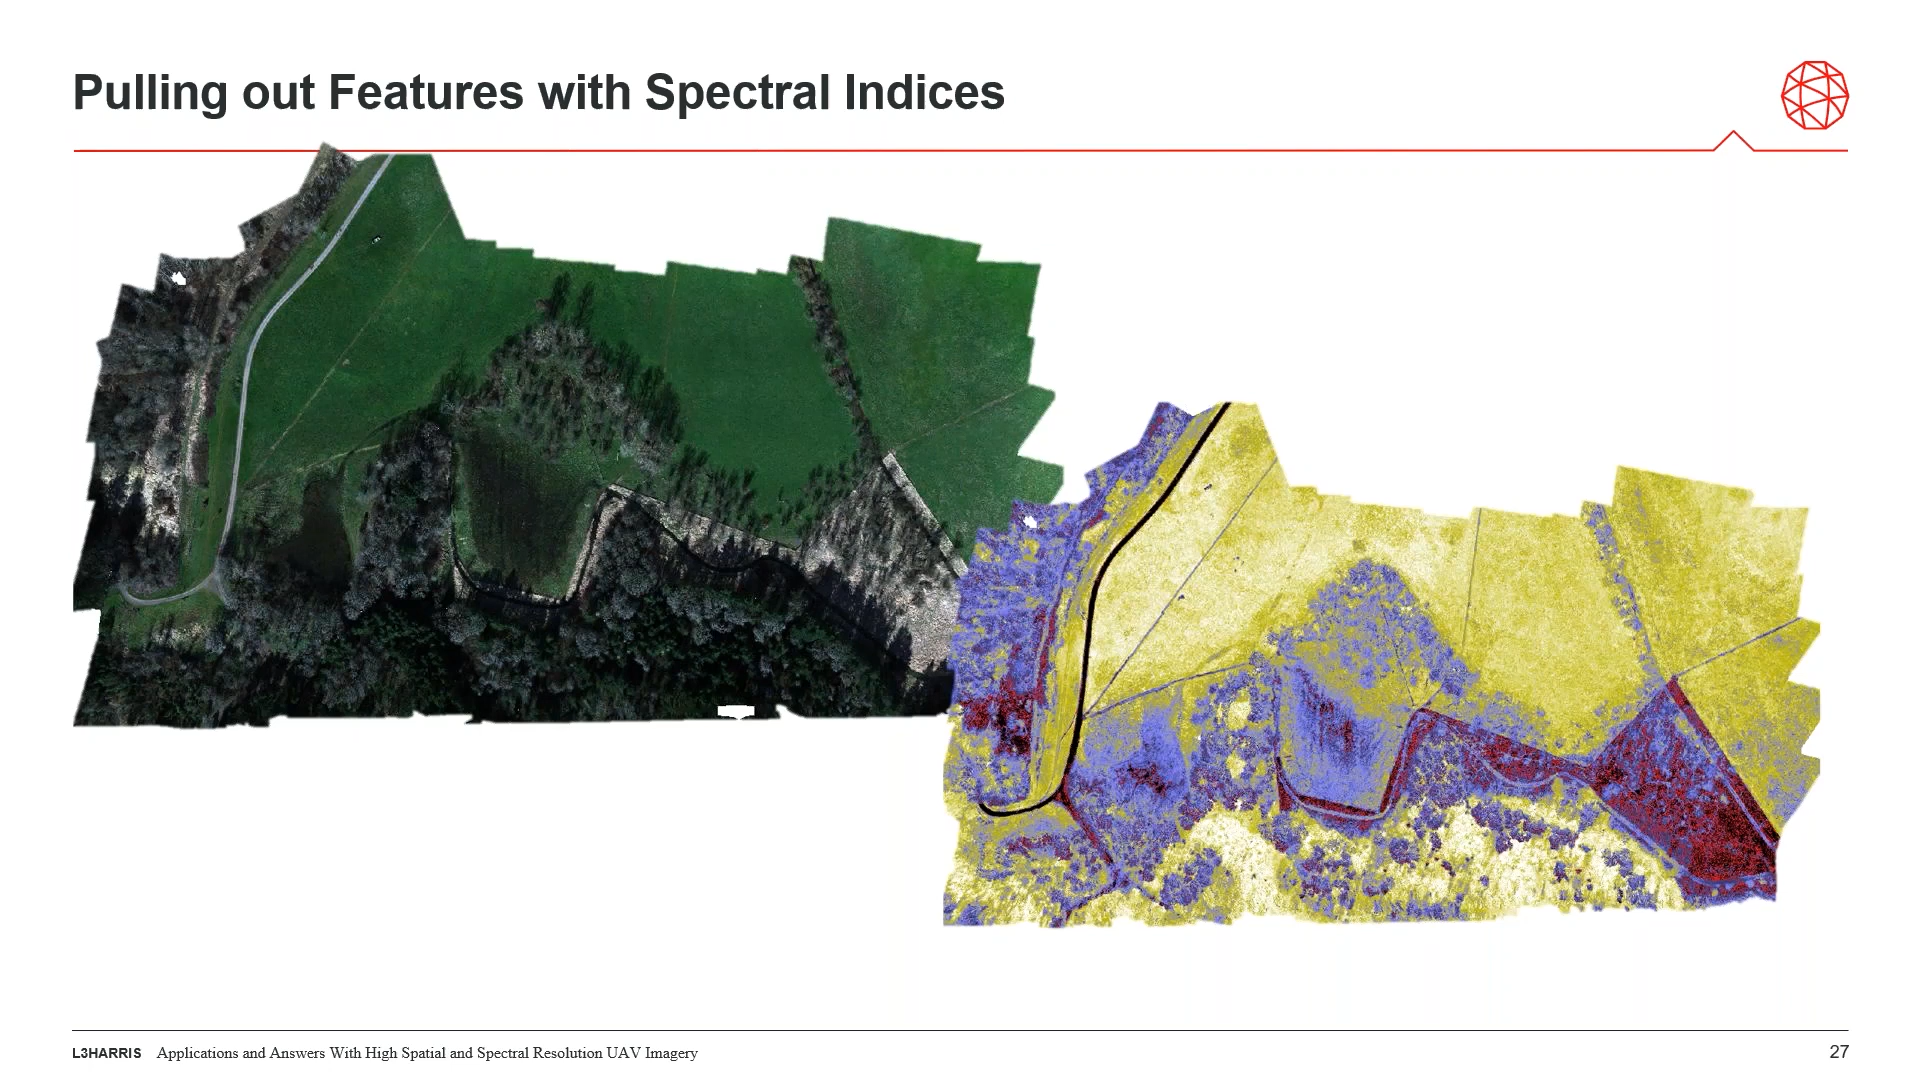 Pulling out Features with Spectral Indices
L3HARRIS Applications and Answers With High Spatial and Spectral Resolution UAV Imagery
27